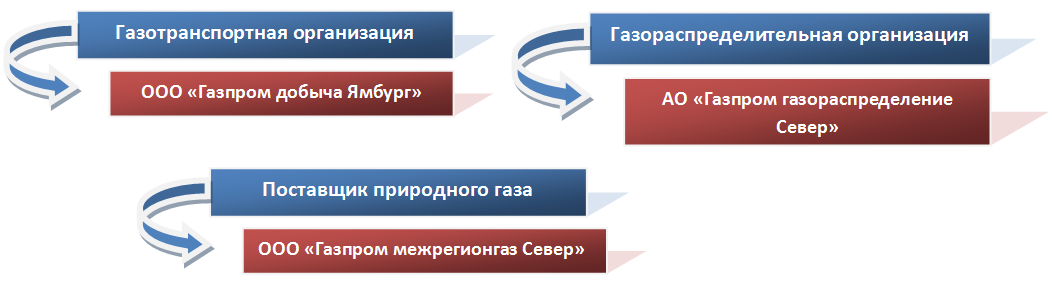 Газотранспортная организация
ООО «Газпром добыча Ямбург»
Газораспределительная организация
АО «Газпром газораспределение
Север»
Поставщик природного газа
ООО «Газпром межрегионгаз Север»